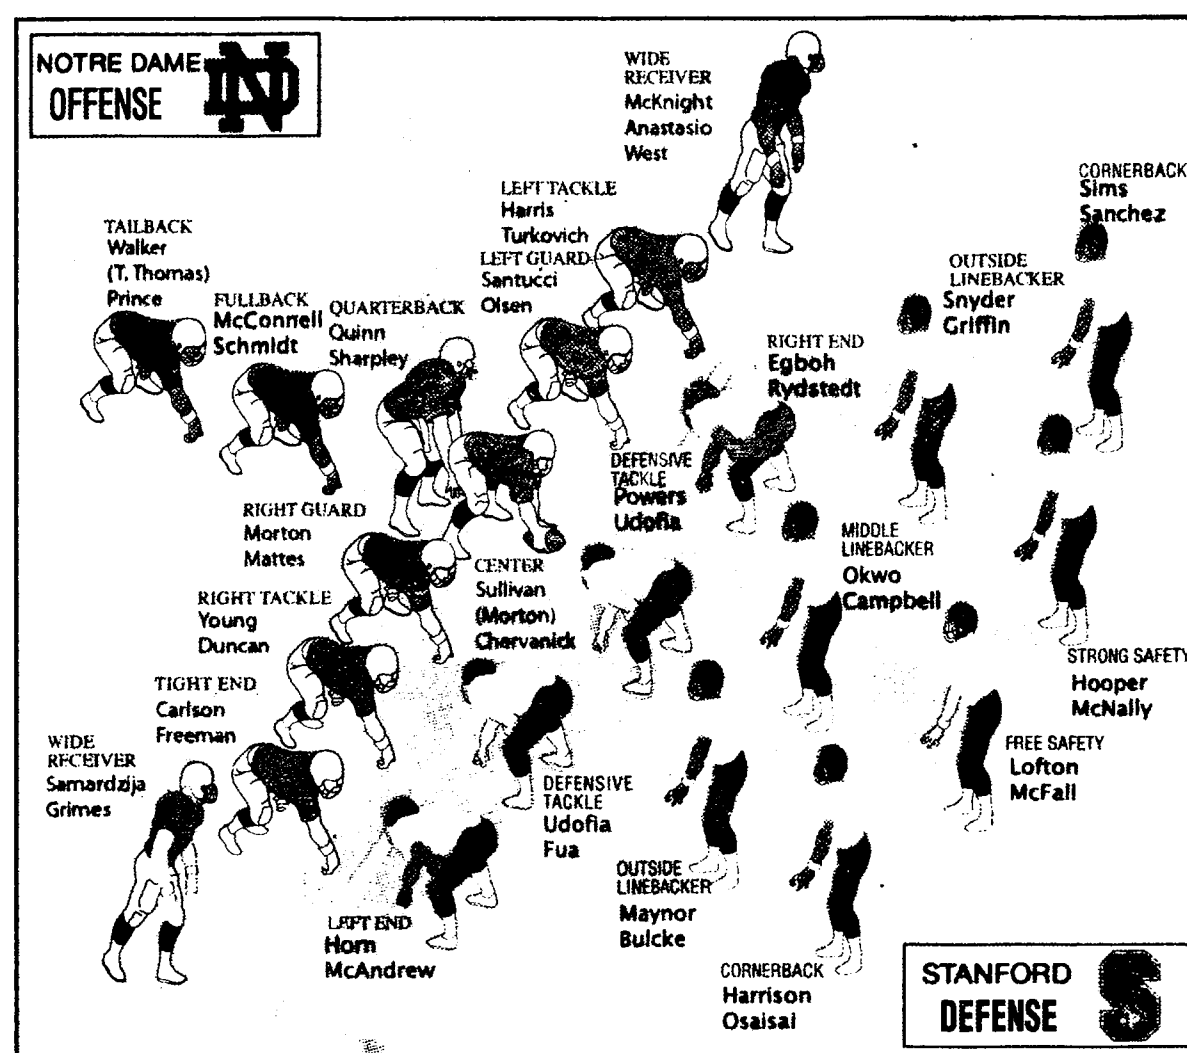 NOTRE DAME
OFFENSE
ND
WIDE
RECEIVER
McKnight
Anastasio
West
CORNERBACK
Sims
Sanchez
LEFT TACKLE
Harris
Turkovich
TAILBACK
Walker
(T. Thomas)
Prince
LEFT GUARD
Santucci
Olsen
OUTSIDE
LINEBACKER
Snyder
Griffin
FULLBACK
McConnell
Schmidt
QUARTERBACK
Quinn
Sharpley
RIGHT END
Egboh
Rydstedt
DEFENSIVE
TACKLE
Powers
Udofia
RIGHT GUARD
Morton
Mattes
MIDDLE
LINEBACKER
Okwo
Campbell
CENTER
Sullivan
(Morton)
Chervanick
RIGHT TACKLE
Young
Duncan
STRONG SAFETY
Hooper
McNally
TIGHT END
Carlson
Freeman
WIDE
RECEIVER
Samardzija
Grimes
FREE SAFETY
Lofton
McFall
DEFENSIVE
TACKLE
Udofia
Fua
OUTSIDE
LINEBACKER
Maynor
Bulcke
LEFT END
Horn
McAndrew
CORNERBACK
Harrison
Osaisai
STANFORD
DEFENSE
S